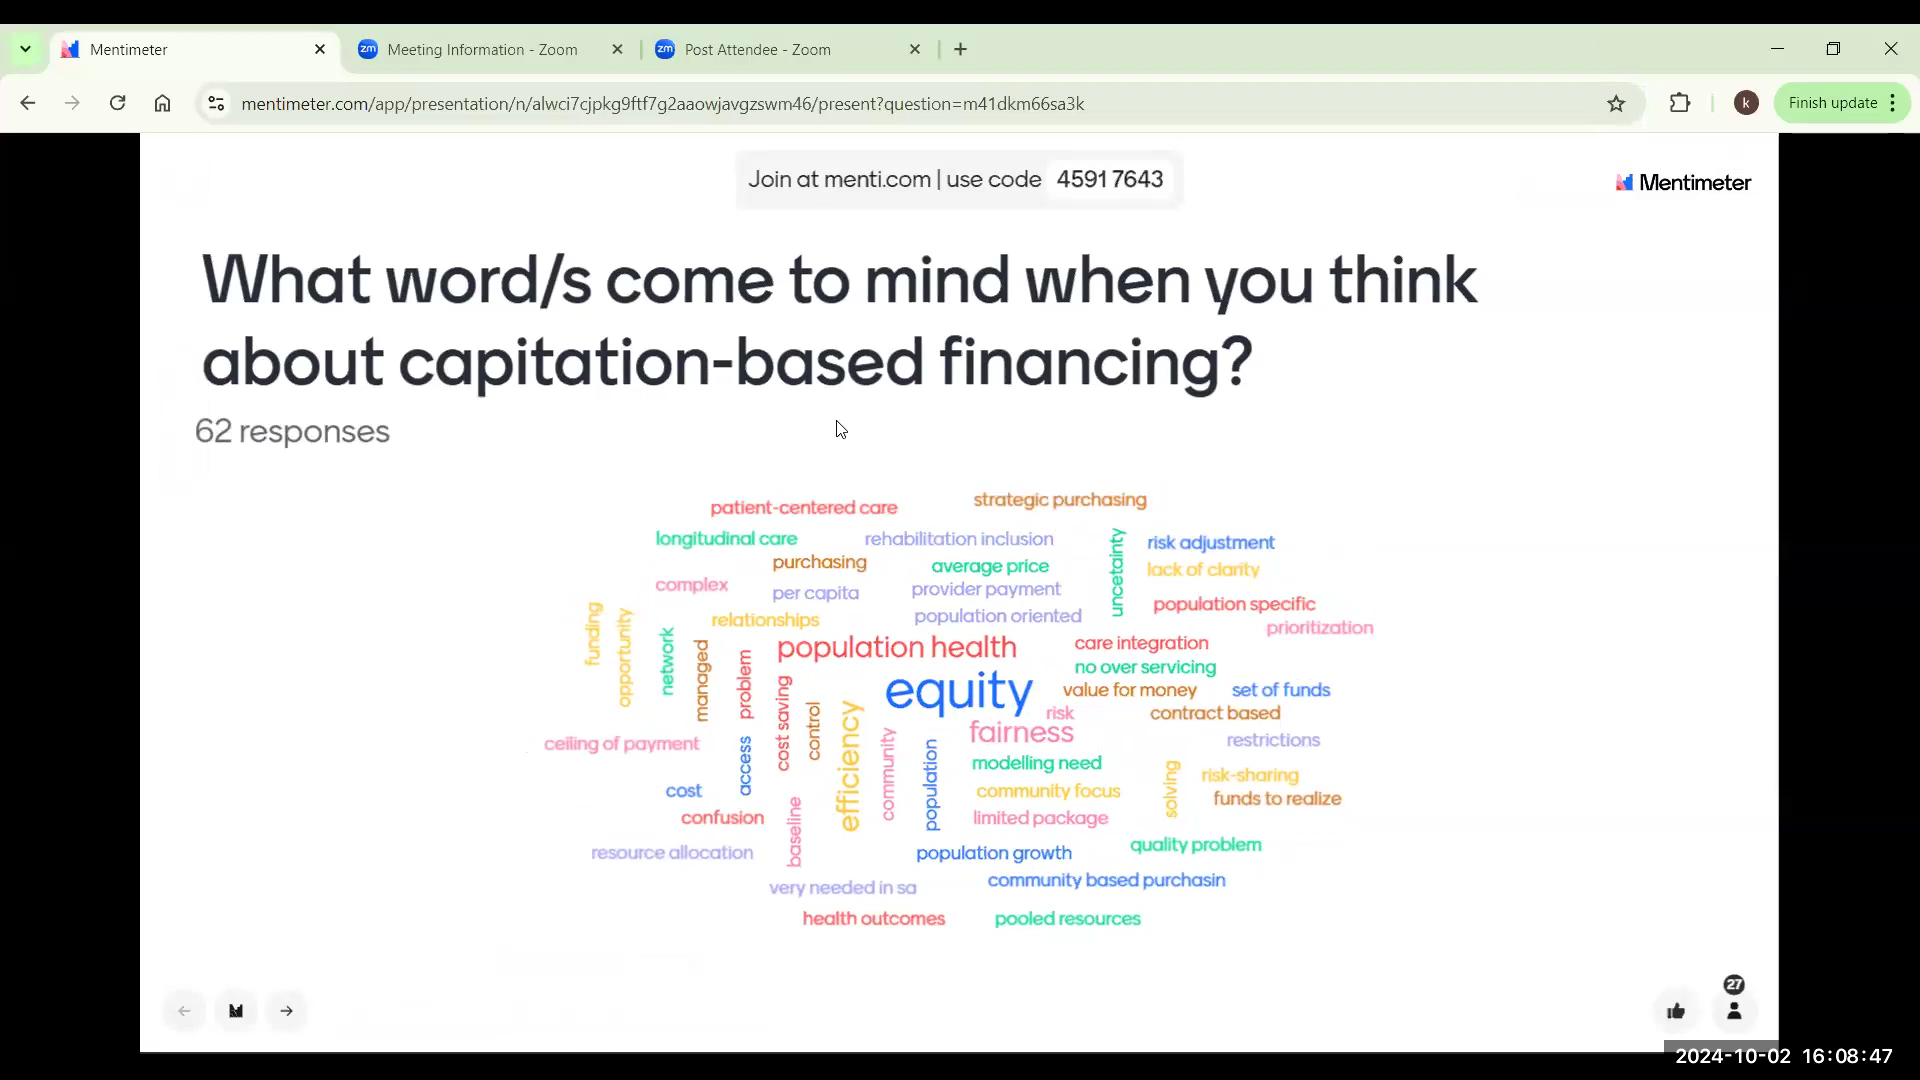 Mentimeter
Meeting Information - Zoom
Post Attendee - Zoom
mentimeter.com/app/presentation/n/alwci7cjpkg9ftf7g2aaowjavgzswm46/present?question=m41dkm66sa3k
k
Finish update
Join at menti.com | use code 4591 7643
Mentimeter
What word/s come to mind when you think
about capitation-based financing?
62 responses
patient-centered care
strategic purchasing
longitudinal care
rehabilitation inclusion
uncetainty
risk adjustment
purchasing
average price
lack of clarity
complex
per capita
provider payment
population specific
funding
opportunity
relationships
population oriented
prioritization
network
managed
problem
population health
care integration
no over servicing
cost saving
equity
value for money
set of funds
control
efficiency
risk
contract based
fairness
restrictions
ceiling of payment
access
community
population
modelling need
solving
risk-sharing
cost
community focus
funds to realize
confusion
baseline
limited package
resource allocation
population growth
quality problem
very needed in sa
community based purchasin
health outcomes
pooled resources
27
2024-10-02 16:08:47